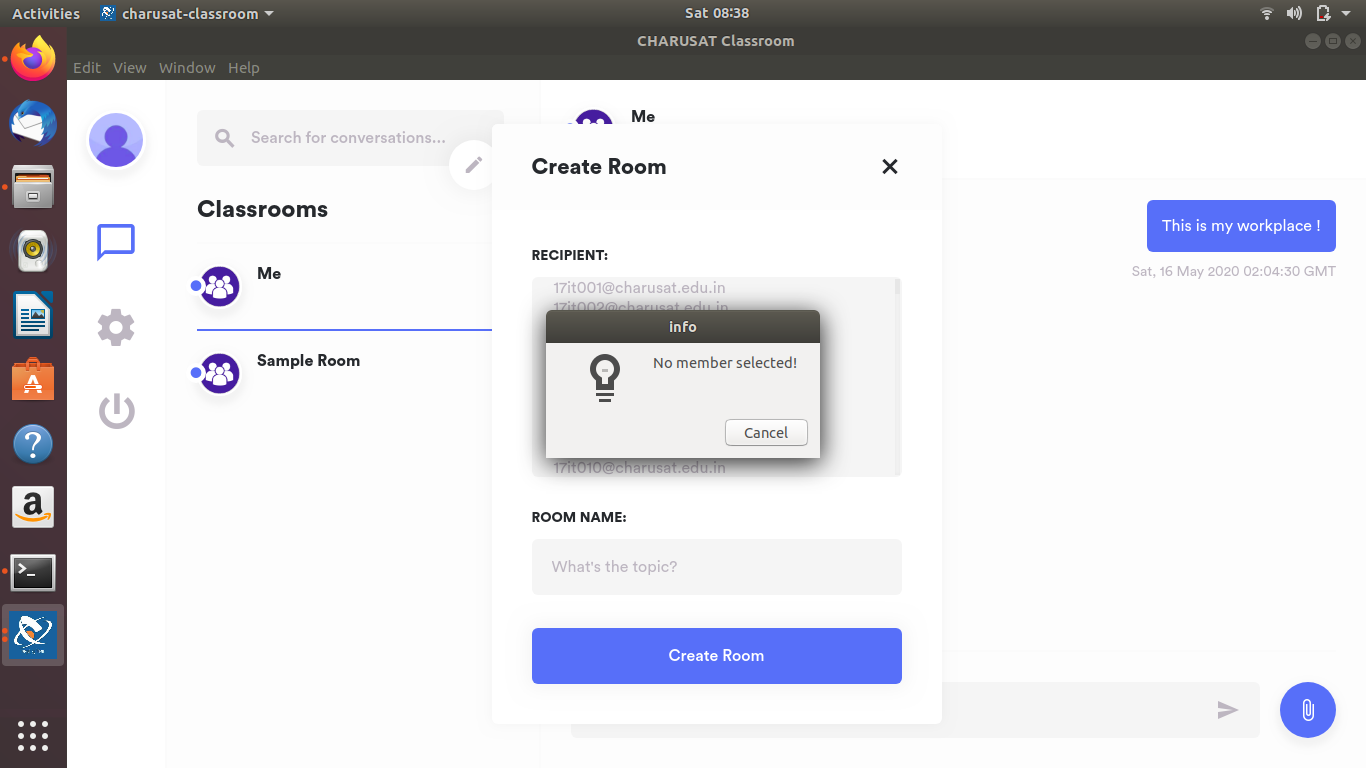 Activities
charusat-classroom
Sat 08:38
CHARUSAT Classroom
Edit View Window Help
Search for conversations...
Classrooms
Me
Sample Room
Me
This is my workplace !
Sat, 16 May 2020 02:04:30 GMT
Create Room
RECIPIENT:
17it001@charusat.edu.in
17it002@charusat.edu.in
info
No member selected!
Cancel
17it010@charusat.edu.in
ROOM NAME:
What's the topic?
Create Room